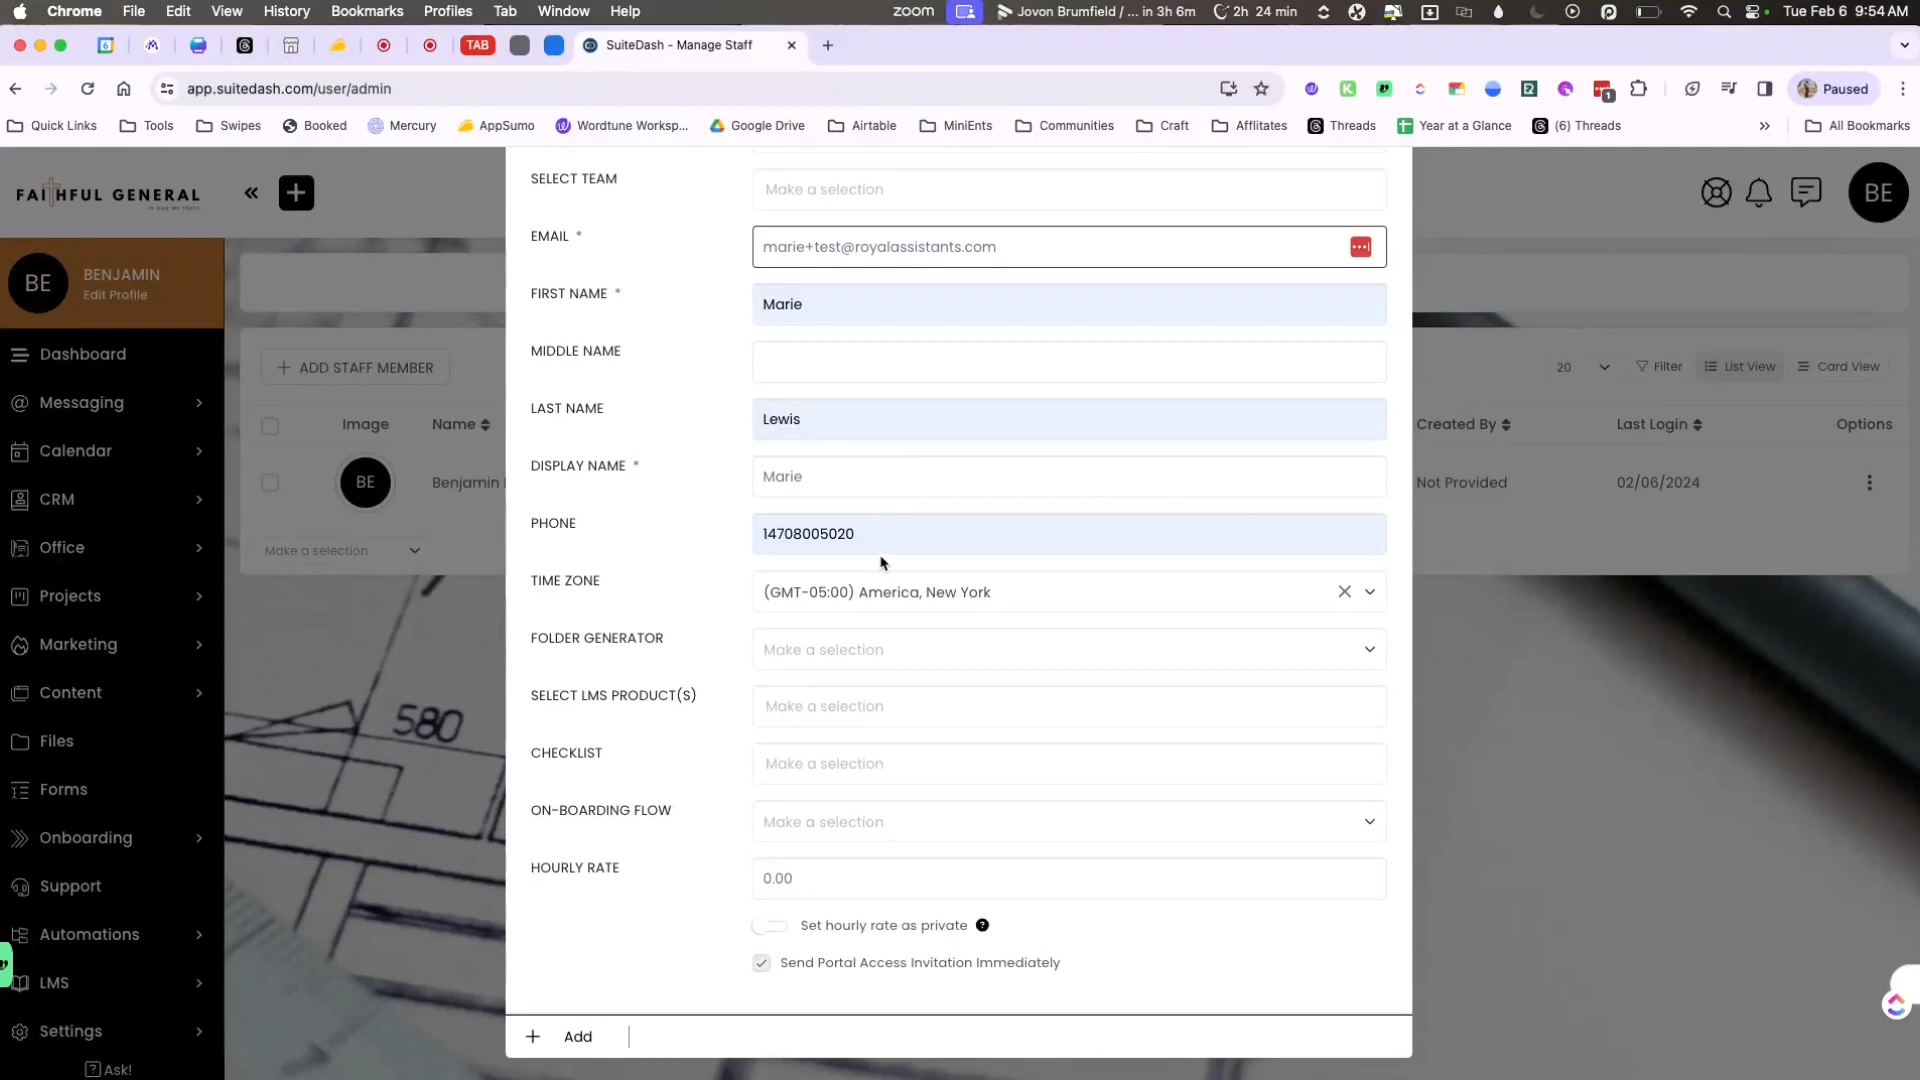 Chrome File Edit View History Bookmarks Profiles Tab Window Help
zoom Jovon Brumfield / ... in 3h 6m 2h 24 min Tue Feb 6 9:54 AM
6 TAB SuiteDash - Manage Staff
app.suitedash.com/user/admin 1 Paused
Quick Links Tools Swipes Booked Mercury AppSumo Wordtune Worksp... Google Drive Airtable MiniEnts Communities Craft Afflitates Threads Year at a Glance (6) Threads » All Bookmarks
FAITHFUL GENERAL
BE
BE
BENJAMIN
Edit Profile
Dashboard
Messaging
Calendar
CRM
Office
Projects
Marketing
Content
Files
Forms
Onboarding
Support
Automations
LMS
Settings
? Ask!
ADD STAFF MEMBER
20 Filter List View Card View
Image Name Created By Last Login Options
BE Benjamin Not Provided 02/06/2024
Make a selection
580
SELECT TEAM Make a selection
EMAIL * marie+test@royalassistants.com
FIRST NAME * Marie
MIDDLE NAME
LAST NAME Lewis
DISPLAY NAME * Marie
PHONE 14708005020
TIME ZONE (GMT-05:00) America, New York
FOLDER GENERATOR Make a selection
SELECT LMS PRODUCT(S) Make a selection
CHECKLIST Make a selection
ON-BOARDING FLOW Make a selection
HOURLY RATE 0.00
Set hourly rate as private ?
Send Portal Access Invitation Immediately
+ Add